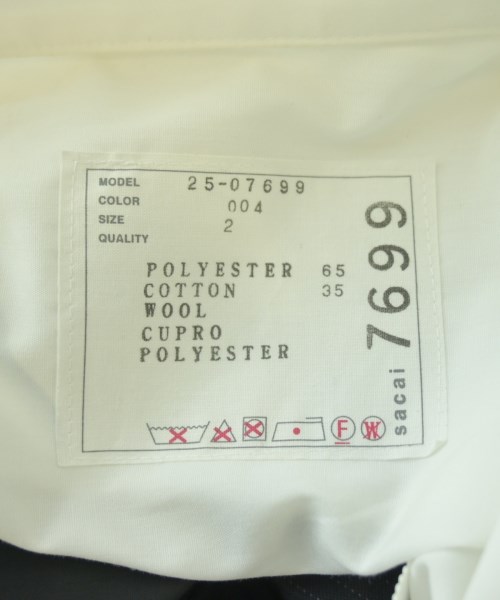 MODEL 25-07699
COLOR 004
SIZE 2
QUALITY
POLYESTER 65
COTTON 35
WOOL
CUPRO
POLYESTER
F W
sacai 7699